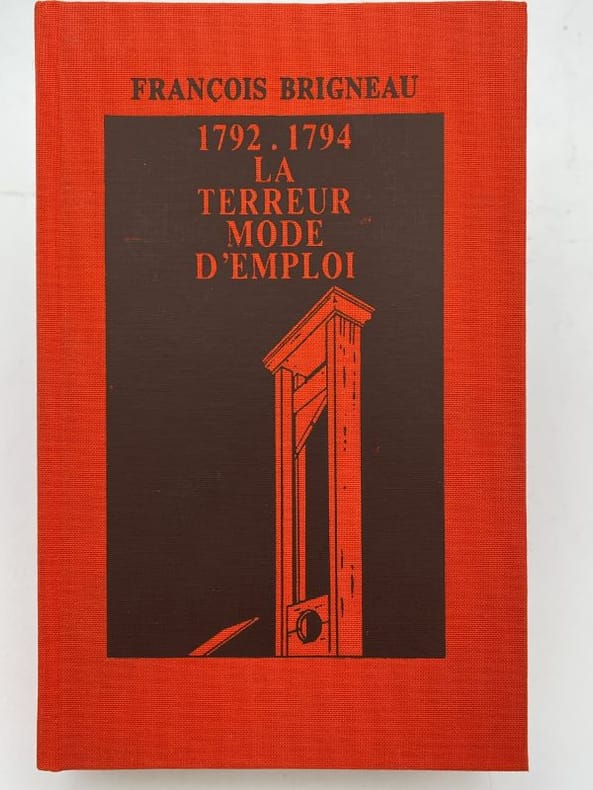 FRANÇOIS BRIGNEAU
1792.1794
LA
TERREUR
MODE
D'EMPLOI